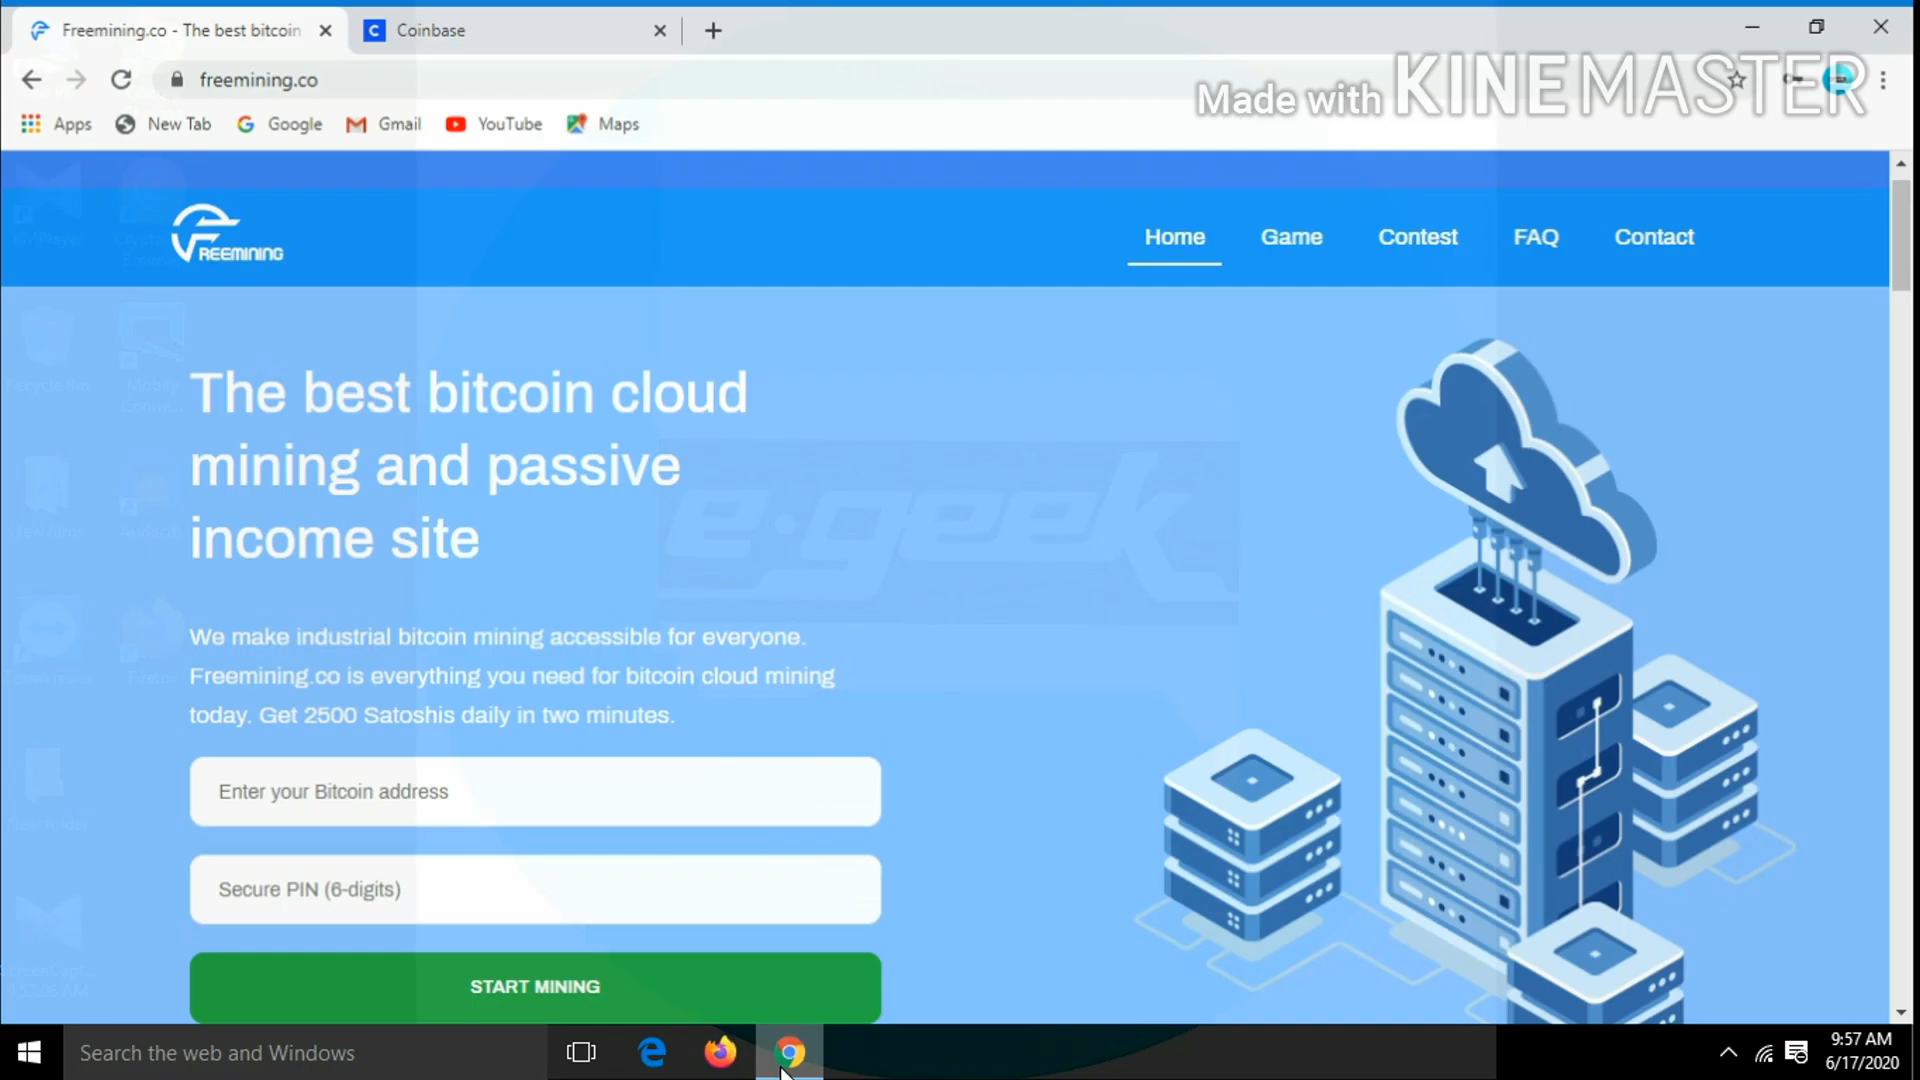 Freemining.co - The best bitcoin
Coinbase
freemining.co
Made with KINEMASTER
Apps
New Tab
Google
Gmail
YouTube
Maps
FREEMINING
Home
Game
Contest
FAQ
Contact
The best bitcoin cloud
mining and passive
income site
e·geek
We make industrial bitcoin mining accessible for everyone.
Freemining.co is everything you need for bitcoin cloud mining
today. Get 2500 Satoshis daily in two minutes.
Enter your Bitcoin address
Secure PIN (6-digits)
START MINING
Search the web and Windows
9:57 AM
6/17/2020